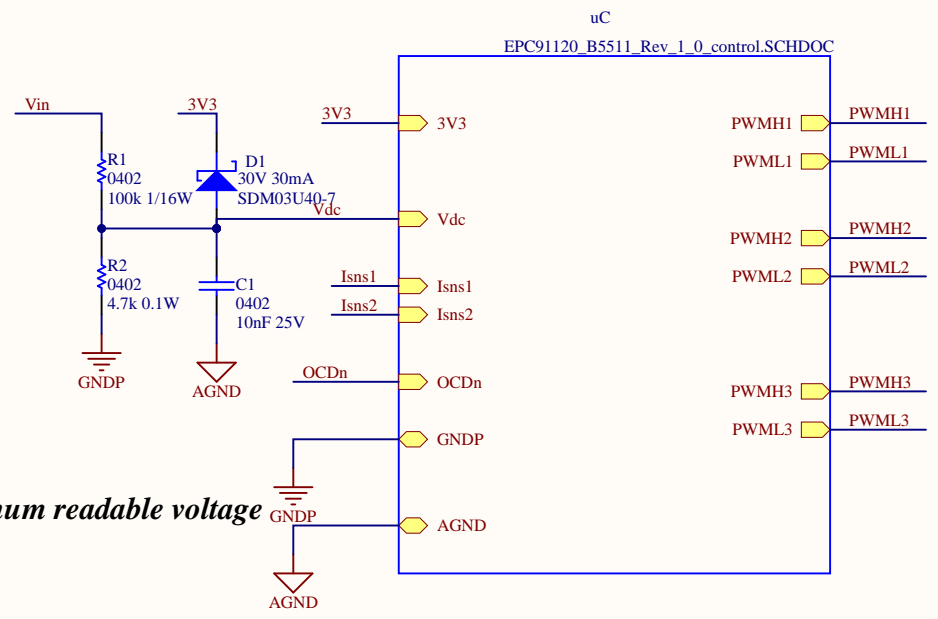 uC
EPC91120_B5511_Rev_1_0_control.SCHDOC
Vin
3V3
R1
0402
100k 1/16W
D1
30V 30mA
SDM03U40-7
Vdc
R2
0402
4.7k 0.1W
C1
0402
10nF 25V
GNDP
AGND
3V3
3V3
Vdc
Isns1
Isns1
Isns2
Isns2
OCDn
OCDn
GNDP
GNDP
AGND
AGND
PWMH1
PWMH1
PWML1
PWML1
PWMH2
PWMH2
PWML2
PWML2
PWMH3
PWMH3
PWML3
PWML3
readable voltage